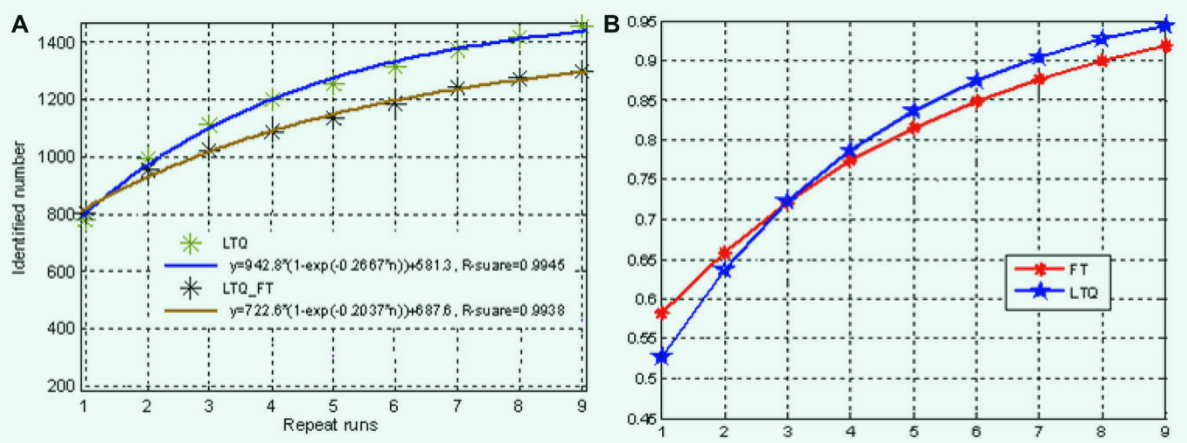 A
1400
1200
1000
800
600
400
200
Identified number
LTQ
y=942.8*(1-exp(-0.2667*n))+581.3, R-suare=0.9945
LTQ_FT
y=722.6*(1-exp(-0.2037*n))+687.6, R-suare=0.9938
1 2 3 4 5 6 7 8 9
Repeat runs
B
0.95
0.9
0.85
0.8
0.75
0.7
0.65
0.6
0.55
0.5
0.45
FT
LTQ
1 2 3 4 5 6 7 8 9